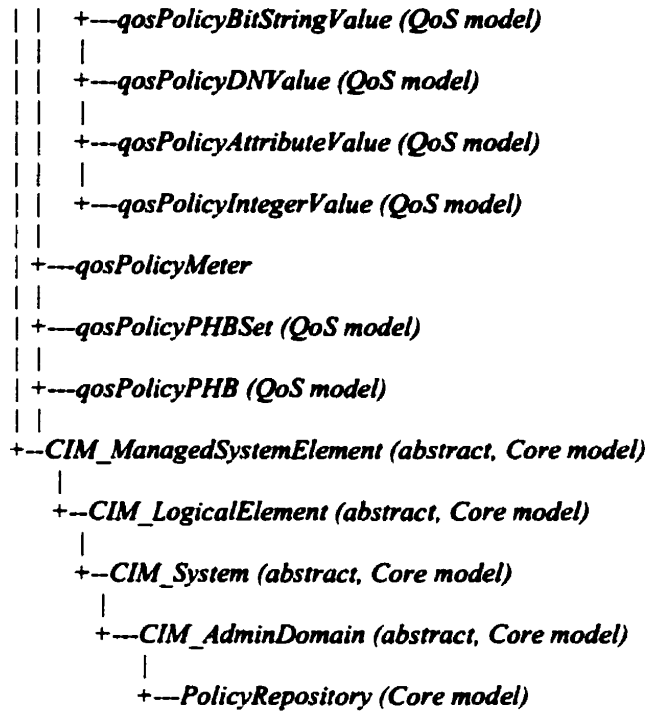 | |   +---qosPolicyBitStringValue (QoS model)
| |   |
| |   +---qosPolicyDNValue (QoS model)
| |   |
| |   +---qosPolicyAttributeValue (QoS model)
| |   |
| |   +---qosPolicyIntegerValue (QoS model)
| |
| +---qosPolicyMeter
| |
| +---qosPolicyPHBSet (QoS model)
| |
| +---qosPolicyPHB (QoS model)
| |
+--CIM_ManagedSystemElement (abstract, Core model)
   |
   +--CIM_LogicalElement (abstract, Core model)
      |
      +--CIM_System (abstract, Core model)
         |
         +---CIM_AdminDomain (abstract, Core model)
            |
            +---PolicyRepository (Core model)